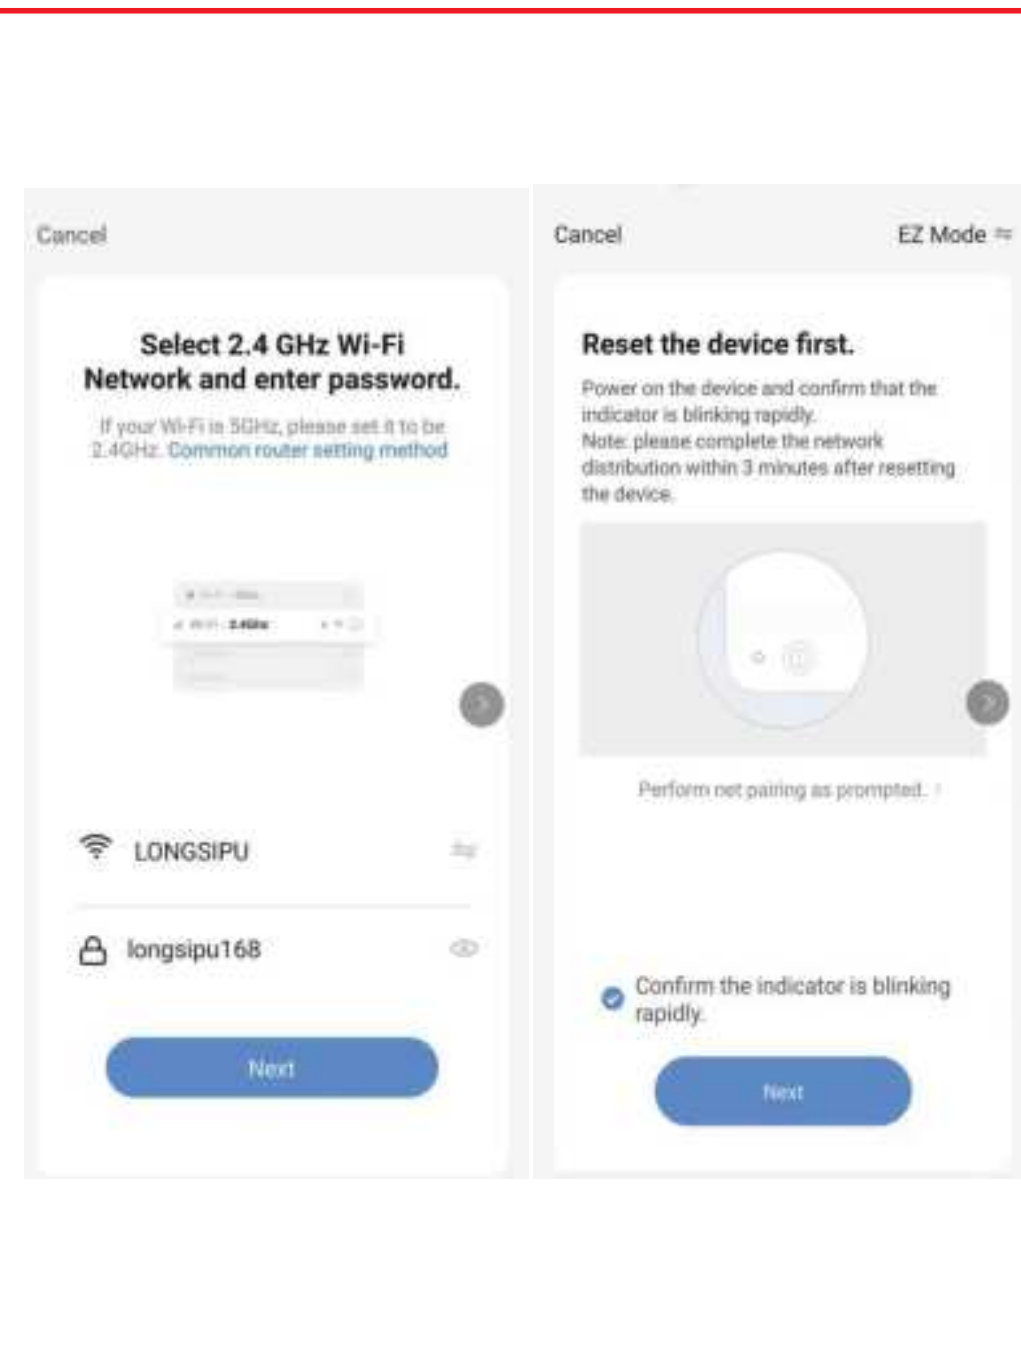 Cancel
Select 2.4 GHz Wi-Fi
Network and enter password.
If your Wi-Fi is 5GHz, please set it to be
2.4GHz. Common router setting method
2.4Ghz
LONGSIPU
longsipu168
Next
Cancel
EZ Mode
Reset the device first.
Power on the device and confirm that the
indicator is blinking rapidly.
Note: please complete the network
distribution within 3 minutes after resetting
the device.
Perform net pairing as prompted.
Confirm the indicator is blinking
rapidly.
Next